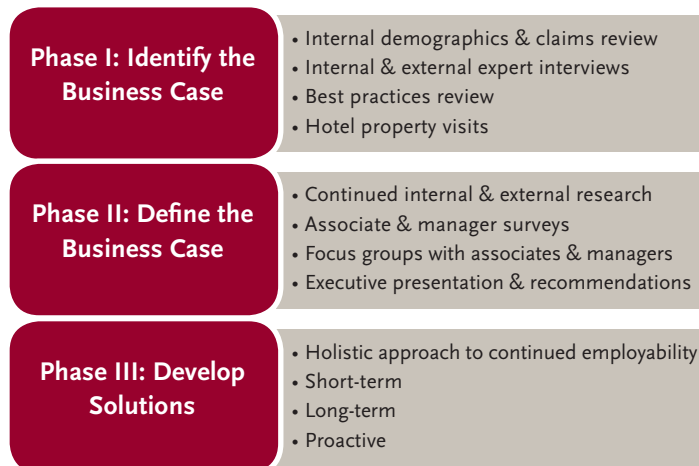 Phase I: Identify the
Business Case
• Internal demographics & claims review
• Internal & external expert interviews
• Best practices review
• Hotel property visits
Phase II: Define the
Business Case
• Continued internal & external research
• Associate & manager surveys
• Focus groups with associates & managers
• Executive presentation & recommendations
Phase III: Develop
Solutions
• Holistic approach to continued employability
• Short-term
• Long-term
• Proactive